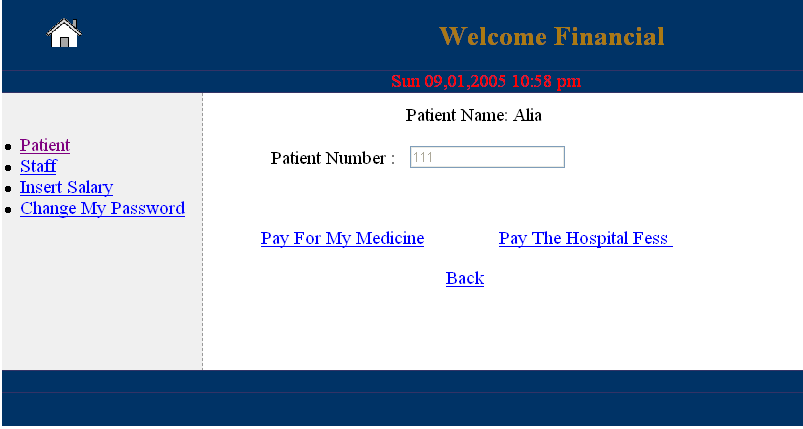 Welcome Financial
Sun 09,01,2005 10:58 pm
Patient Name: Alia
Patient Number : 111
Patient
Staff
Insert Salary
Change My Password
Pay For My Medicine Pay The Hospital Fess
Back